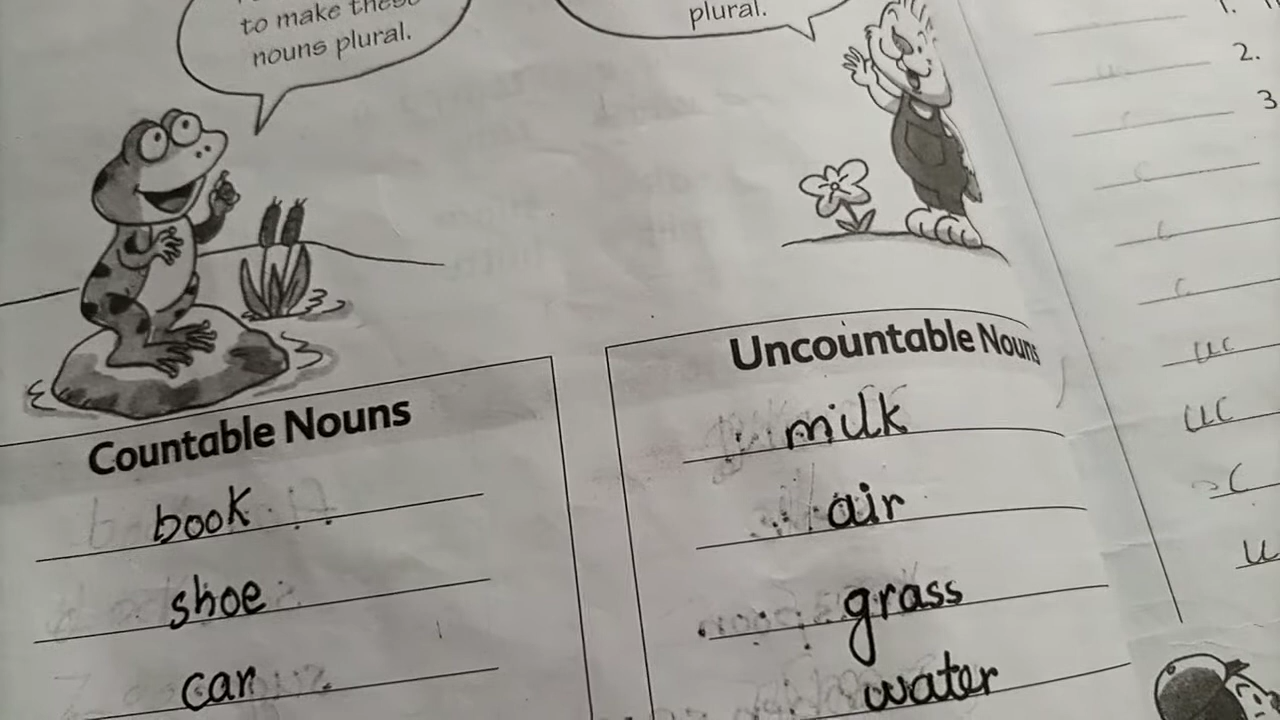 to make these
nouns plural.
plural.
Countable Nouns
book
shoe
car
Uncountable Nouns
milk
air
grass
water
1.
2.
3
c
c
c
uc
uc
c
u